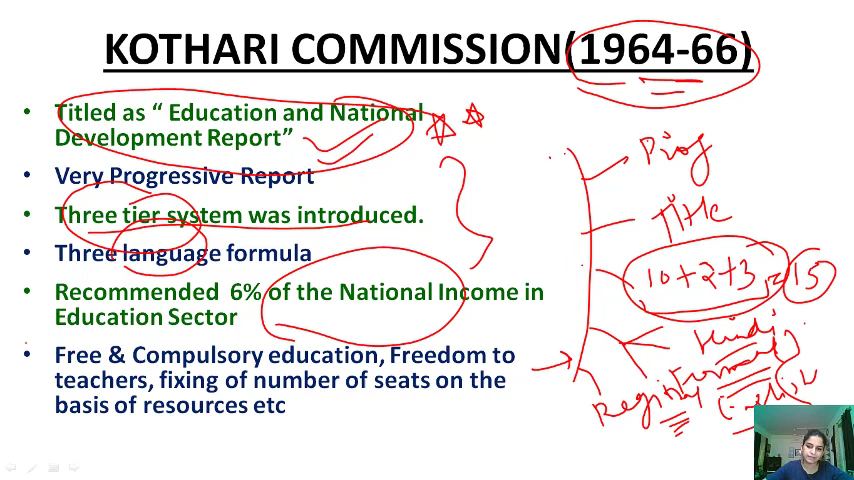 KOTHARI COMMISSION(1964-66)
• Titled as “ Education and National
Development Report”
• Very Progressive Report
• Three tier system was introduced.
• Three language formula
• Recommended 6% of the National Income in
Education Sector
• Free & Compulsory education, Freedom to
teachers, fixing of number of seats on the
basis of resources etc
Prog
Title
10+2+3, = 15
Hindi
Regional